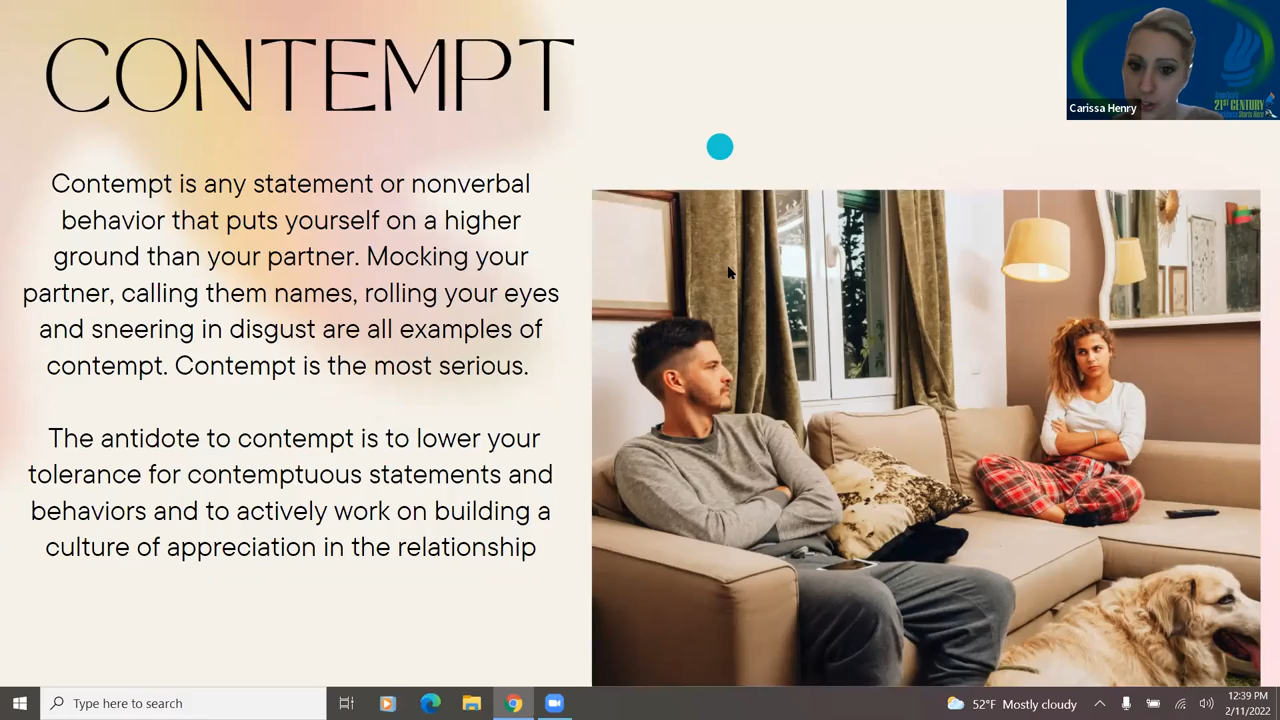 CONTEMPT
Contempt is any statement or nonverbal
behavior that puts yourself on a higher
ground than your partner. Mocking your
partner, calling them names, rolling your eyes
and sneering in disgust are all examples of
contempt. Contempt is the most serious.
The antidote to contempt is to lower your
tolerance for contemptuous statements and
behaviors and to actively work on building a
culture of appreciation in the relationship
Carissa Henry
21ST CENTURY
Starts Here
Type here to search
52°F Mostly cloudy
12:39 PM
2/11/2022